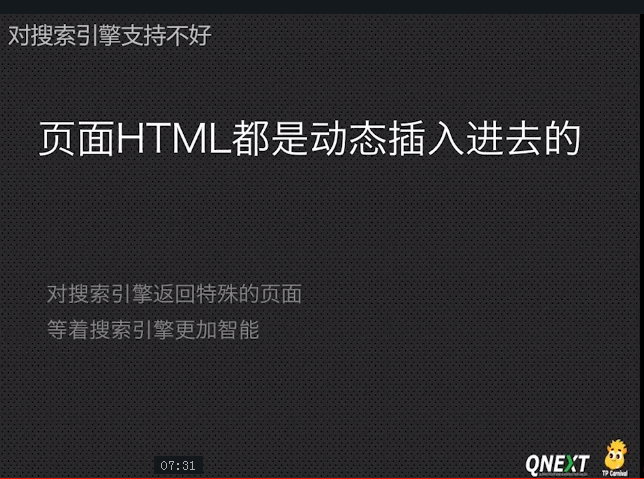 对搜索引擎支持不好
页面HTML都是动态插入进去的
对搜索引擎返回特殊的页面
等着搜索引擎更加智能
07:31
QNEXT
TP Carnival